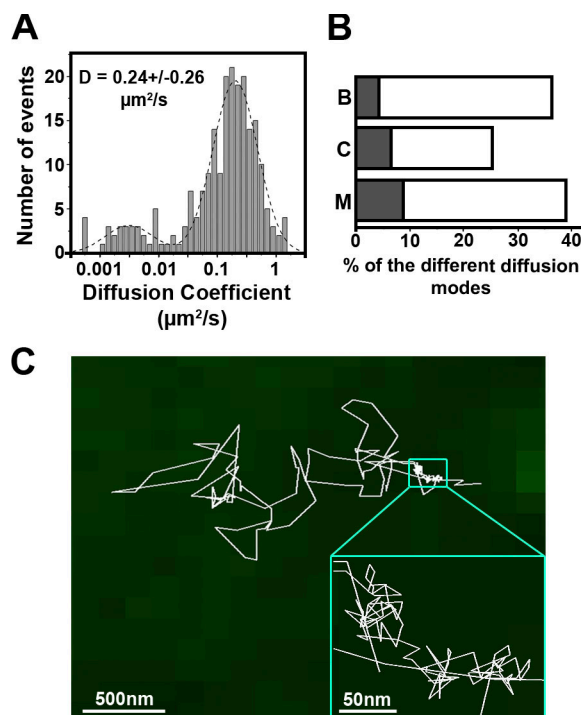 A
Number of events
20
15
10
5
0
D = 0.24+/-0.26
µm²/s
0.001 0.01 0.1 1
Diffusion Coefficient
(µm²/s)
B
B
C
M
0 10 20 30 40
% of the different diffusion
modes
C
500nm
50nm